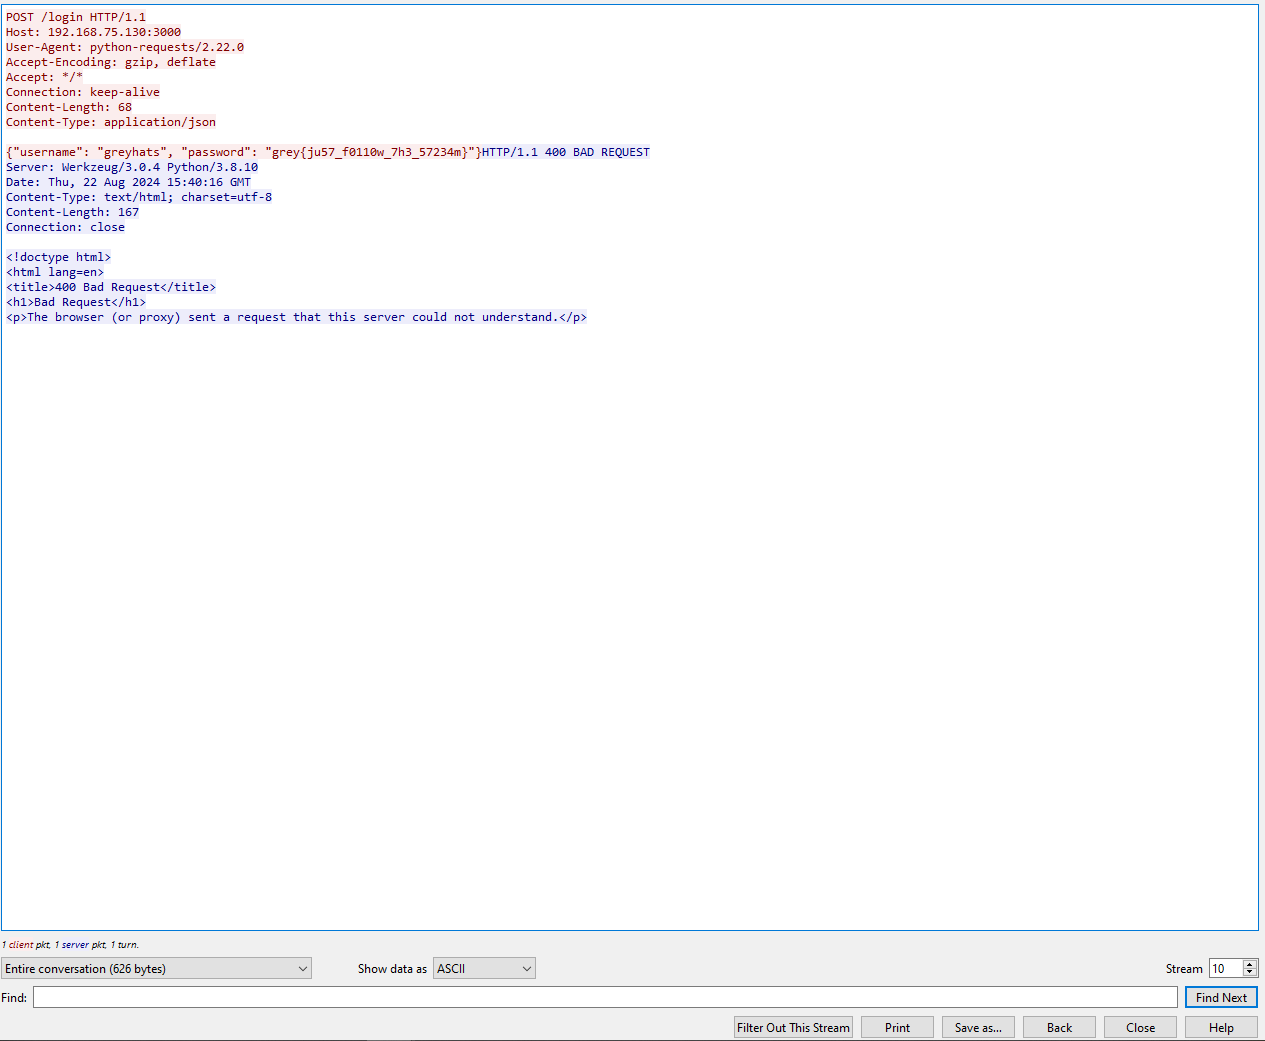 POST /login HTTP/1.1
Host: 192.168.75.130:3000
User-Agent: python-requests/2.22.0
Accept-Encoding: gzip, deflate
Accept: */*
Connection: keep-alive
Content-Length: 68
Content-Type: application/json
{"username": "greyhats", "password": "grey{ju57_f0110w_7h3_57234m}"}HTTP/1.1 400 BAD REQUEST
Server: Werkzeug/3.0.4 Python/3.8.10
Date: Thu, 22 Aug 2024 15:40:16 GMT
Content-Type: text/html; charset=utf-8
Content-Length: 167
Connection: close
<!doctype html>
<html lang=en>
<title>400 Bad Request</title>
<h1>Bad Request</h1>
<p>The browser (or proxy) sent a request that this server could not understand.</p>
1 client pkt, 1 server pkt, 1 turn.
Entire conversation (626 bytes) Show data as ASCII Stream 10
Find: Find Next
Filter Out This Stream Print Save as... Back Close Help